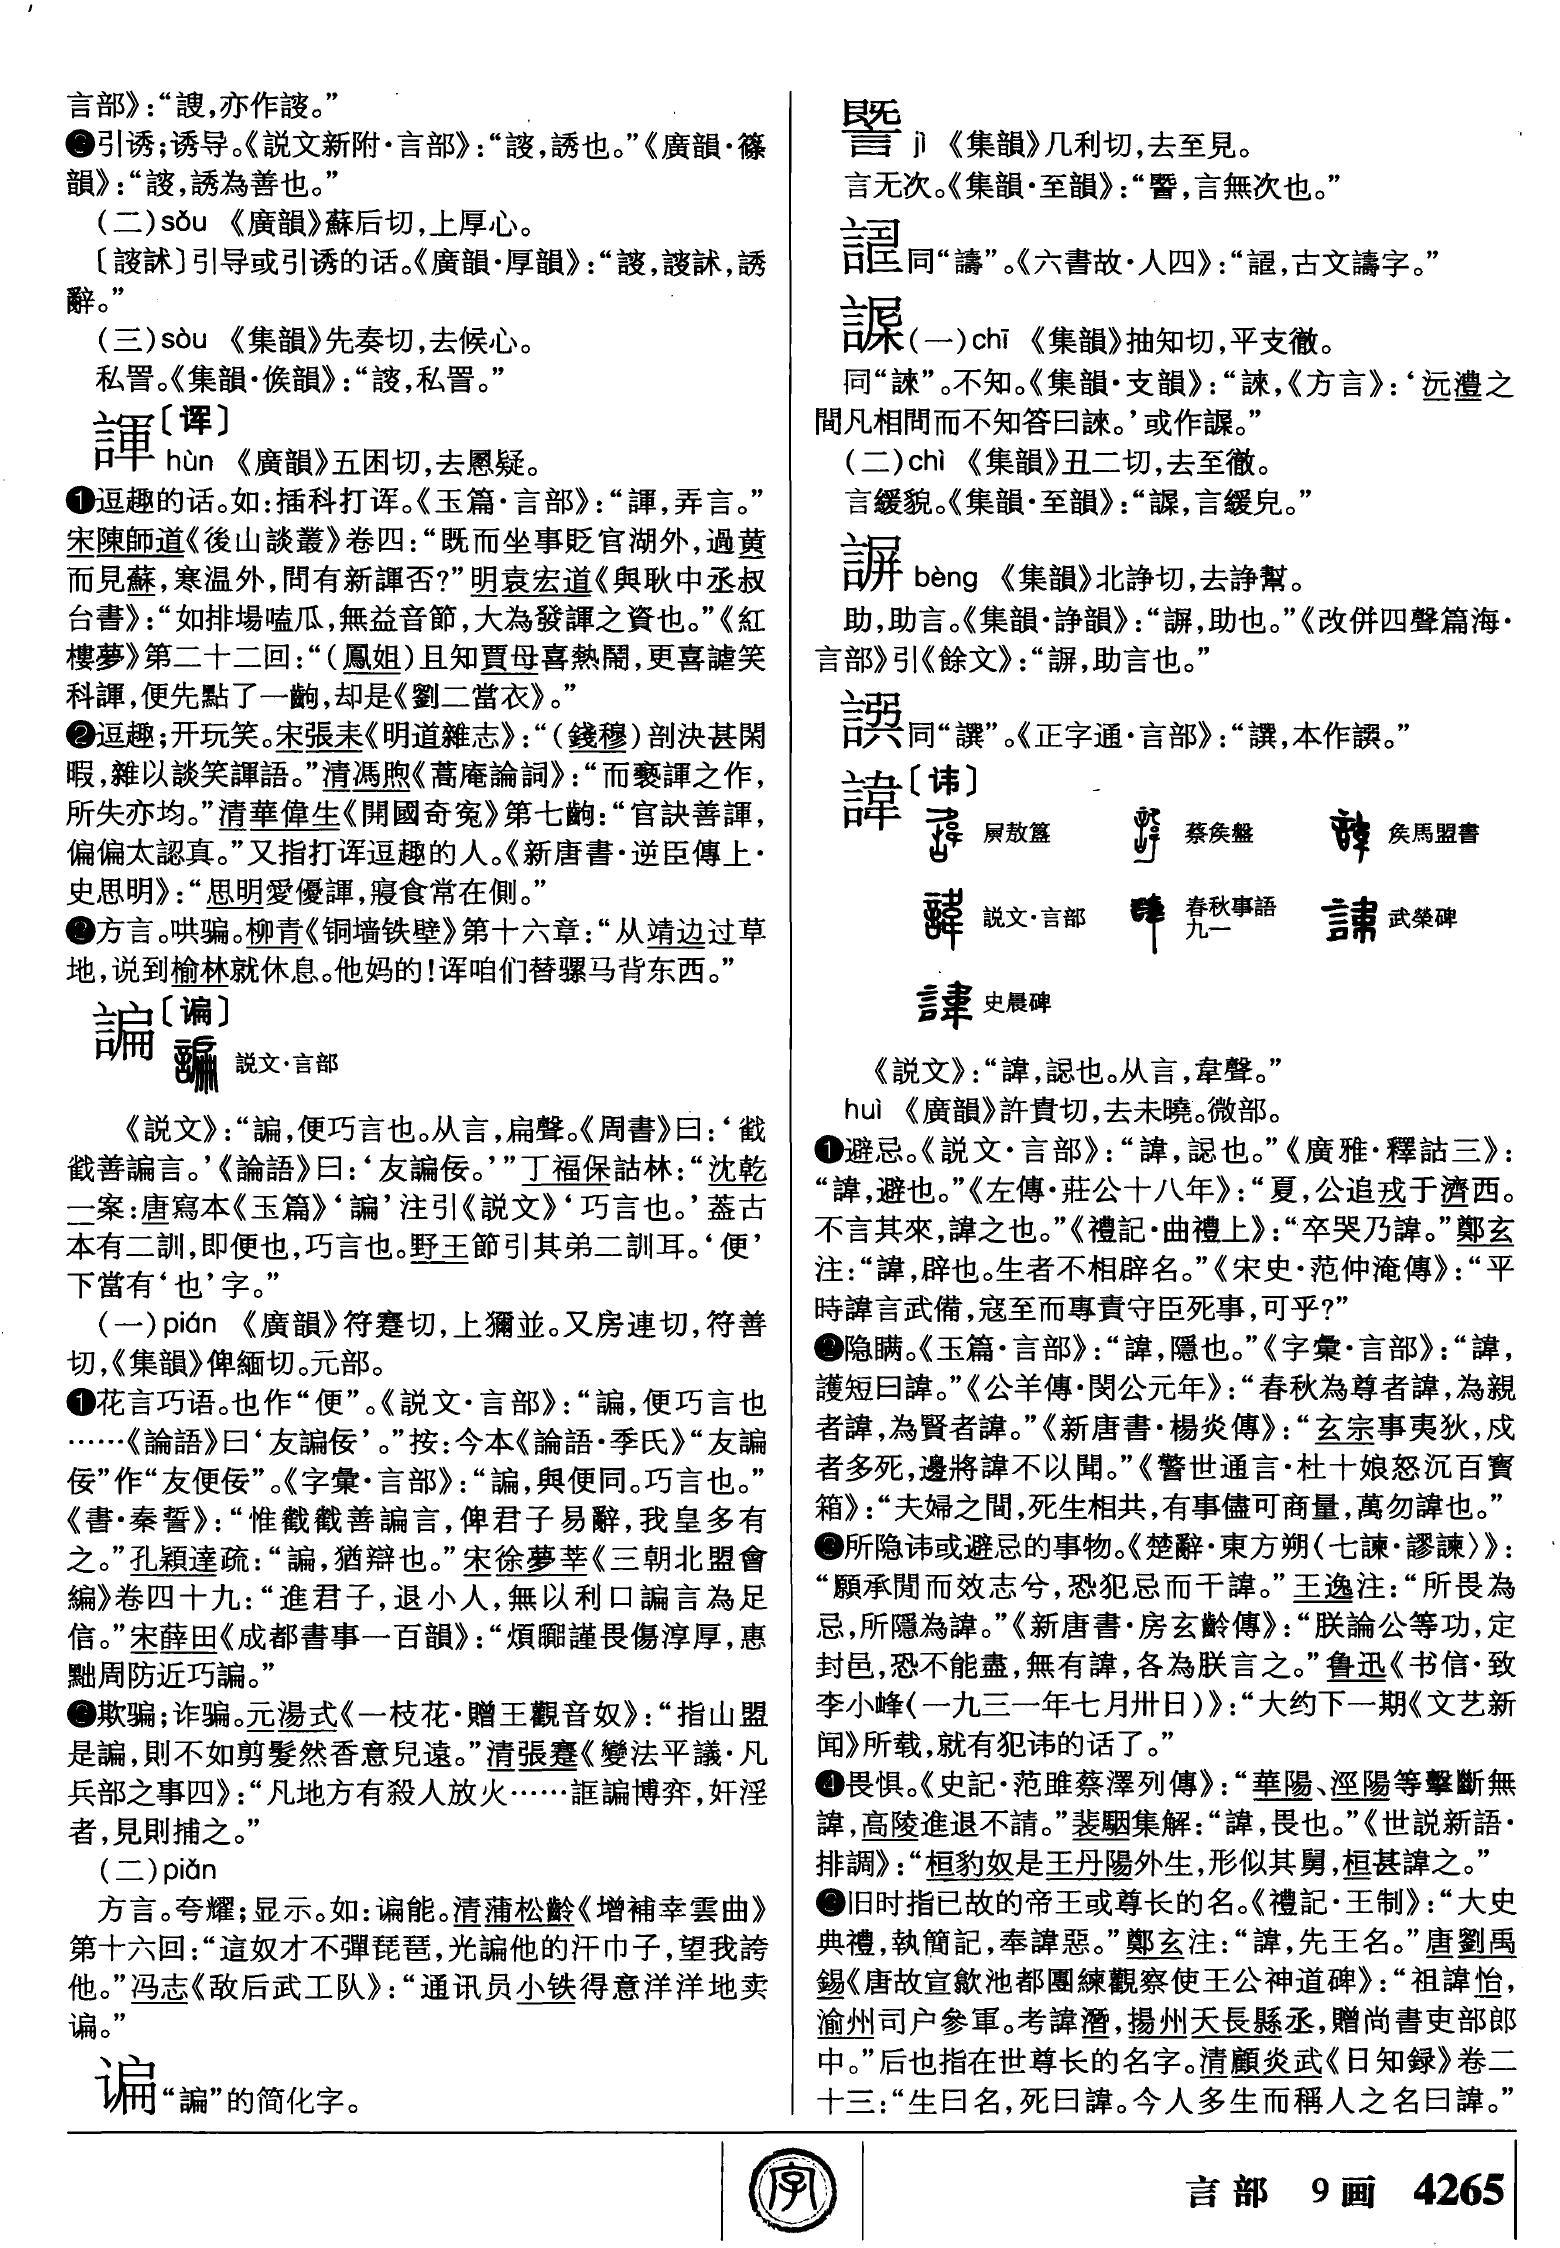 言部》：“謏，亦作䛵。”
❸引诱；诱导。《説文新附·言部》：“䛵，誘也。”《廣韻·篠
韻》：“䛵，誘為善也。”
（二）sǒu 《廣韻》蘇后切，上厚心。
〔䛵訹〕引导或引诱的话。《廣韻·厚韻》：“䛵，䛵訹，誘
辭。”
（三）sòu 《集韻》先奏切，去候心。
私詈。《集韻·㑋韻》：“䛵，私詈。”
諢〔诨〕
hùn 《廣韻》五困切，去慁疑。
❶逗趣的话。如：插科打诨。《玉篇·言部》：“諢，弄言。”
宋陳師道《後山談叢》卷四：“既而坐事貶官湖外，過黄
而見蘇，寒温外，問有新諢否？”明袁宏道《與耿中丞叔
台書》：“如排場嗑瓜，無益音節，大為發諢之資也。”《紅
樓夢》第二十二回：“（鳳姐）且知賈母喜熱鬧，更喜謔笑
科諢，便先點了一齣，却是《劉二當衣》。”
❷逗趣；开玩笑。宋張耒《明道雜志》：“（錢穆）剖決甚閑
暇，雜以談笑諢語。”清馮煦《蒿庵論詞》：“而褻諢之作，
所失亦均。”清華偉生《開國奇寃》第七齣：“官訣善諢，
偏偏太認真。”又指打诨逗趣的人。《新唐書·逆臣傳上·
史思明》：“思明愛優諢，寢食常在側。”
❸方言。哄骗。柳青《铜墙铁壁》第十六章：“从靖边过草
地，说到榆林就休息。他妈的！诨咱们替骡马背东西。”
諞〔谝〕
説文·言部
《説文》：“諞，便巧言也。从言，扁聲。《周書》曰：‘戳
戳善諞言。’《論語》曰：‘友諞佞。’”丁福保詁林：“沈乾
一案：唐寫本《玉篇》‘諞’注引《説文》‘巧言也。’蓋古
本有二訓，即便也，巧言也。野王節引其弟二訓耳。‘便’
下當有‘也’字。”
（一）pián 《廣韻》符蹇切，上獮並。又房連切，符善
切，《集韻》俾緬切。元部。
❶花言巧语。也作“便”。《説文·言部》：“諞，便巧言也
……《論語》曰‘友諞佞’。”按：今本《論語·季氏》“友諞
佞”作“友便佞”。《字彙·言部》：“諞，與便同。巧言也。”
《書·秦誓》：“惟截截善諞言，俾君子易辭，我皇多有
之。”孔穎達疏：“諞，猶辯也。”宋徐夢莘《三朝北盟會
編》卷四十九：“進君子，退小人，無以利口諞言為足
信。”宋薛田《成都書事一百韻》：“煩䎱謹畏傷淳厚，惠
黜周防近巧諞。”
❷欺骗；诈骗。元湯式《一枝花·贈王觀音奴》：“指山盟
是諞，則不如剪髮然香意兒遠。”清張蹇《變法平議·凡
兵部之事四》：“凡地方有殺人放火……誆諞博弈，奸淫
者，見則捕之。”
（二）piǎn
方言。夸耀；显示。如：谝能。清蒲松齡《增補幸雲曲》
第十六回：“這奴才不彈琵琶，光諞他的汗巾子，望我誇
他。”冯志《敌后武工队》：“通讯员小铁得意洋洋地卖
谝。”
谝“諞”的简化字。
䜁 jì 《集韻》几利切，去至見。
言无次。《集韻·至韻》：“䜁，言無次也。”
同“譸”。《六書故·人四》：“，古文譸字。”
（一）chī 《集韻》抽知切，平支徹。
同“誺”。不知。《集韻·支韻》：“誺，《方言》：‘沅澧之
間凡相問而不知答曰誺。’或作。”
（二）chì 《集韻》丑二切，去至徹。
言緩貌。《集韻·至韻》：“，言緩皃。”
bèng 《集韻》北諍切，去諍幫。
助，助言。《集韻·諍韻》：“，助也。”《改併四聲篇海·
言部》引《餘文》：“，助言也。”
同“譔”。《正字通·言部》：“譔，本作。”
諱〔讳〕
屚敖簋 蔡侯盤 侯馬盟書
説文·言部 春秋事語九一 武榮碑
史晨碑
《説文》：“諱，誋也。从言，韋聲。”
huì 《廣韻》許貴切，去未曉。微部。
❶避忌。《説文·言部》：“諱，誋也。”《廣雅·釋詁三》：
“諱，避也。”《左傳·莊公十八年》：“夏，公追戎于濟西。
不言其來，諱之也。”《禮記·曲禮上》：“卒哭乃諱。”鄭玄
注：“諱，辟也。生者不相辟名。”《宋史·范仲淹傳》：“平
時諱言武備，寇至而專責守臣死事，可乎？”
❷隐瞒。《玉篇·言部》：“諱，隱也。”《字彙·言部》：“諱，
護短曰諱。”《公羊傳·閔公元年》：“春秋為尊者諱，為親
者諱，為賢者諱。”《新唐書·楊炎傳》：“玄宗事夷狄，戍
者多死，邊將諱不以聞。”《警世通言·杜十娘怒沉百寶
箱》：“夫婦之間，死生相共，有事儘可商量，萬勿諱也。”
❸所隐讳或避忌的事物。《楚辭·東方朔〈七諫·謬諫〉》：
“願承閒而效志兮，恐犯忌而干諱。”王逸注：“所畏為
忌，所隱為諱。”《新唐書·房玄齡傳》：“朕論公等功，定
封邑，恐不能盡，無有諱，各為朕言之。”鲁迅《书信·致
李小峰（一九三一年七月卅日）》：“大约下一期《文艺新
闻》所载，就有犯讳的话了。”
❹畏惧。《史記·范雎蔡澤列傳》：“華陽、涇陽等擊斷無
諱，高陵進退不請。”裴駰集解：“諱，畏也。”《世説新語·
排調》：“桓豹奴是王丹陽外生，形似其舅，桓甚諱之。”
❺旧时指已故的帝王或尊长的名。《禮記·王制》：“大史
典禮，執簡記，奉諱惡。”鄭玄注：“諱，先王名。”唐劉禹
錫《唐故宣歙池都團練觀察使王公神道碑》：“祖諱怡，
渝州司户參軍。考諱潛，揚州天長縣丞，贈尚書吏部郎
中。”后也指在世尊长的名字。清顧炎武《日知録》卷二
十三：“生曰名，死曰諱。今人多生而稱人之名曰諱。”
字
言部 9画 4265